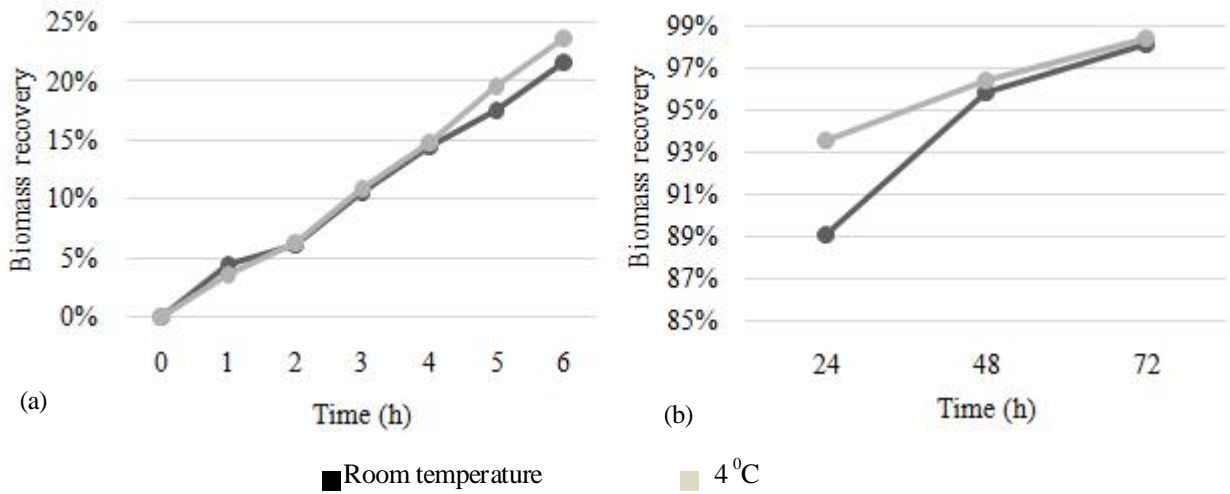 25%
20%
15%
10%
5%
0%
Biomass recovery
0 1 2 3 4 5 6
Time (h)
(a)
99%
97%
95%
93%
91%
89%
87%
85%
Biomass recovery
24 48 72
Time (h)
(b)
Room temperature 4 ⁰C